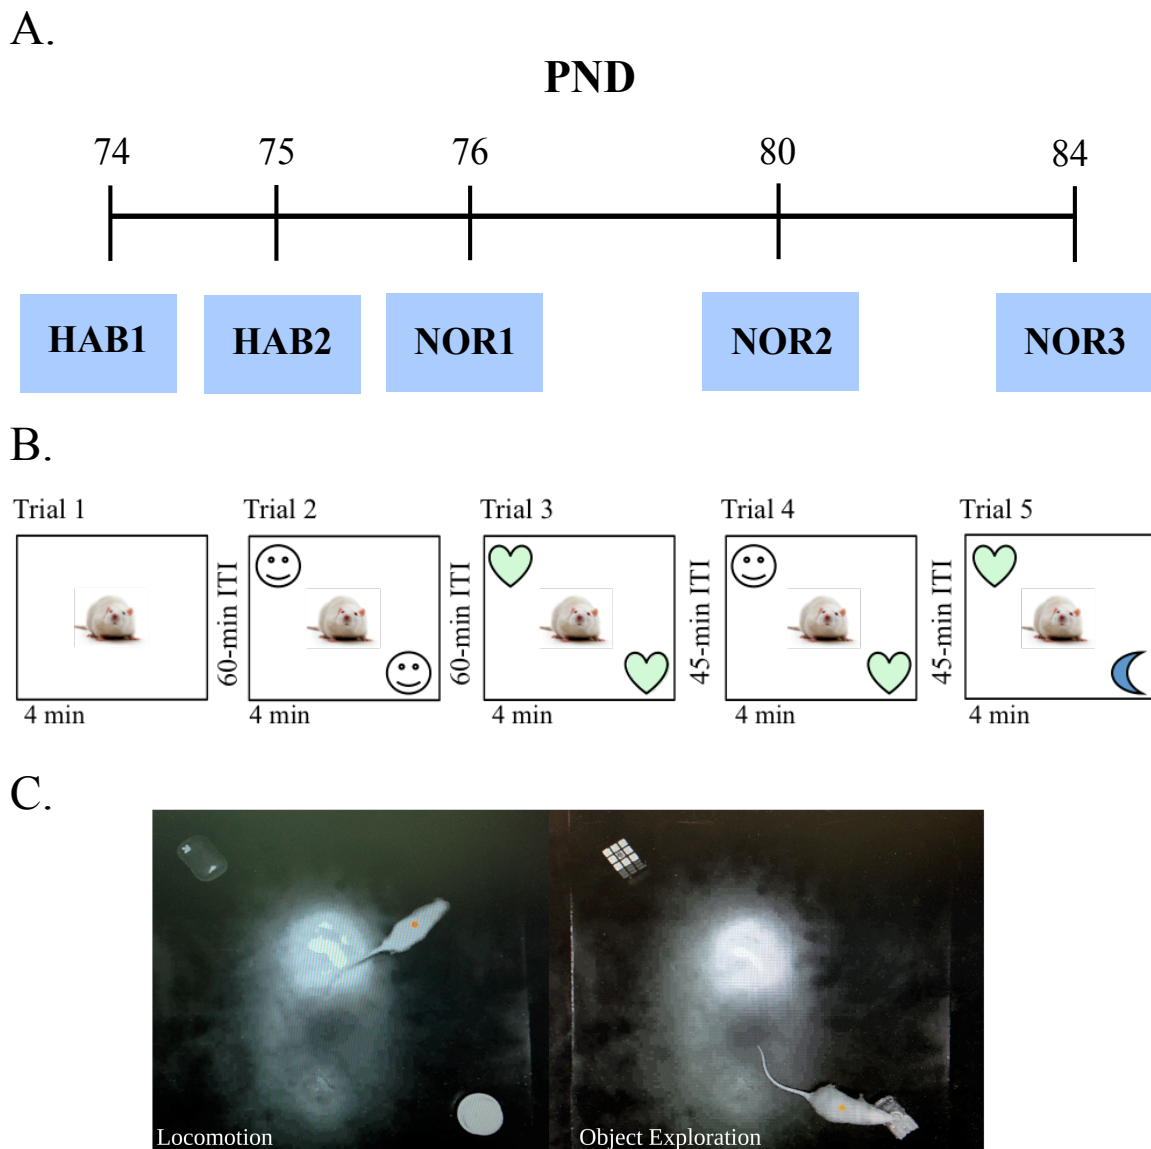 A.
PND
74 75 76 80 84
HAB1 HAB2 NOR1 NOR2 NOR3
B.
Trial 1 Trial 2 Trial 3 Trial 4 Trial 5
60-min ITI 60-min ITI 45-min ITI 45-min ITI
4 min 4 min 4 min 4 min 4 min
C.
Locomotion Object Exploration